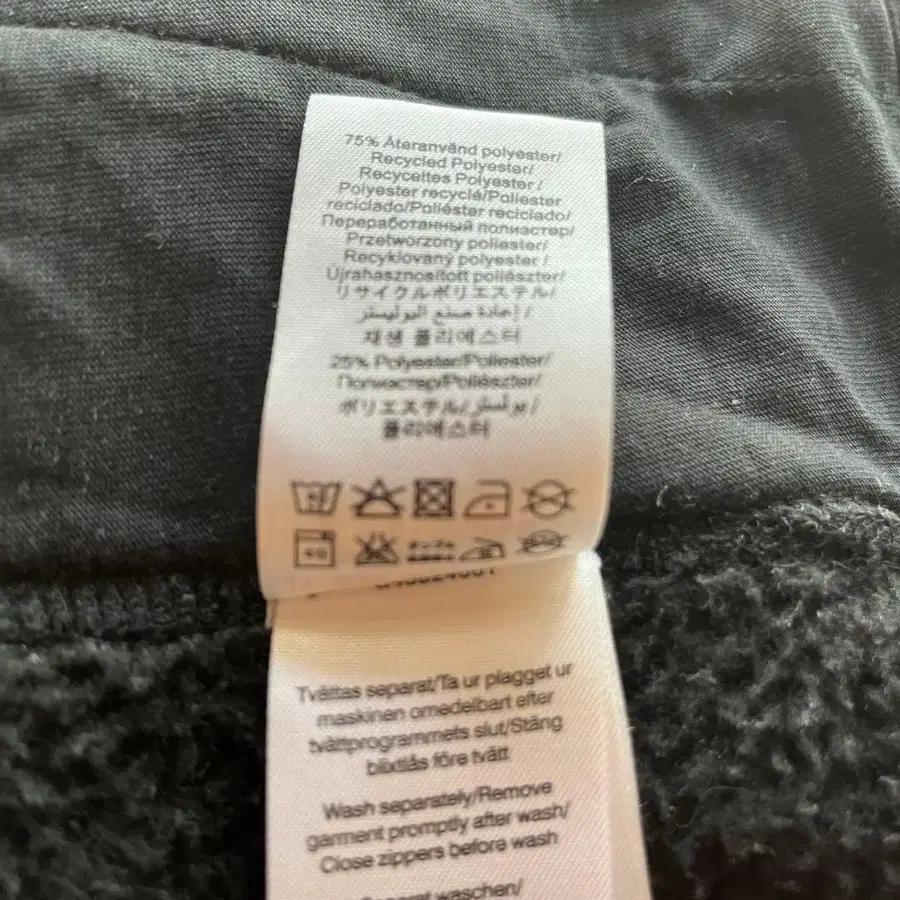 75% Återanvänd polyester/
Recycled Polyester/
Recyceltes Polyester /
Polyester recyclé/Poliester
reciclado/Poliéster reciclado/
Переработанный полиэстер/
Przetworzony poliester/
Recyklovaný polyester /
Újrahasznosított poliészter/
リサイクルポリエステル/
إعادة صنع البوليستر /
재생 폴리에스터
25% Polyester/Poliester/
Полиэстер/Poliészter/
ポリエステル/بوليستر/
폴리에스터
Tvättas separat/Ta ur plagget ur
maskinen omedelbart efter
tvättprogrammets slut/Stäng
blixtlås före tvätt
Wash separately/Remove
garment promptly after wash/
Close zippers before wash
waschen/